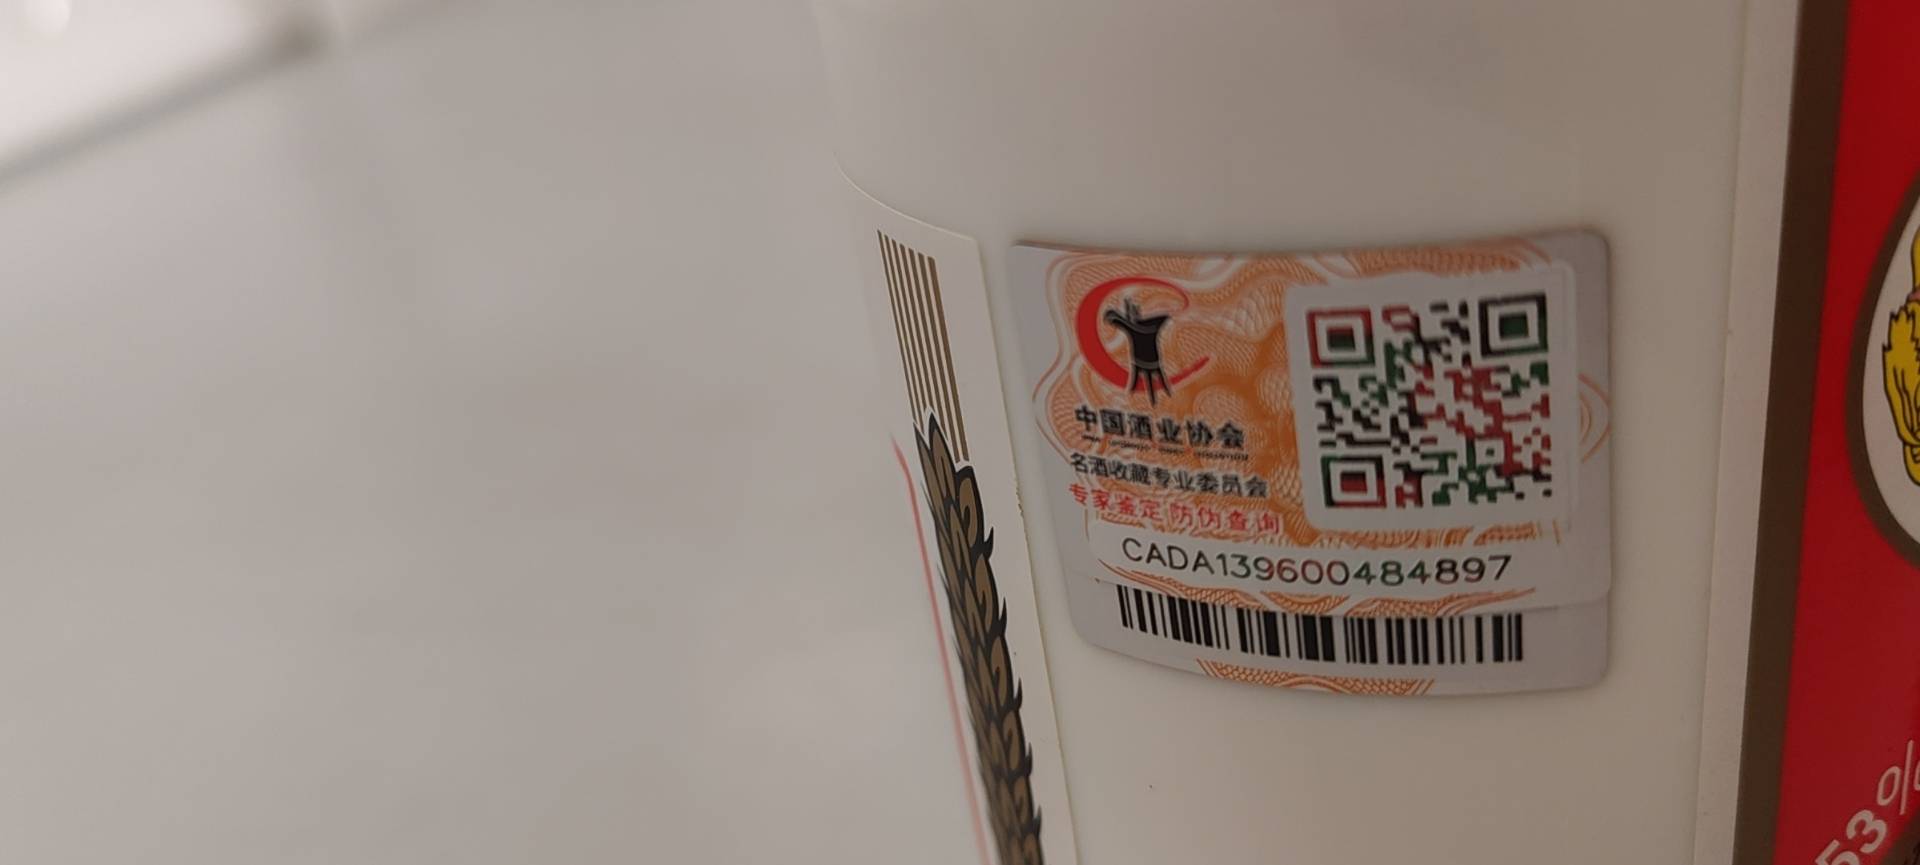 中国酒业协会
名酒收藏专业委员会
专家鉴定 防伪查询
CADA139600484897
53%